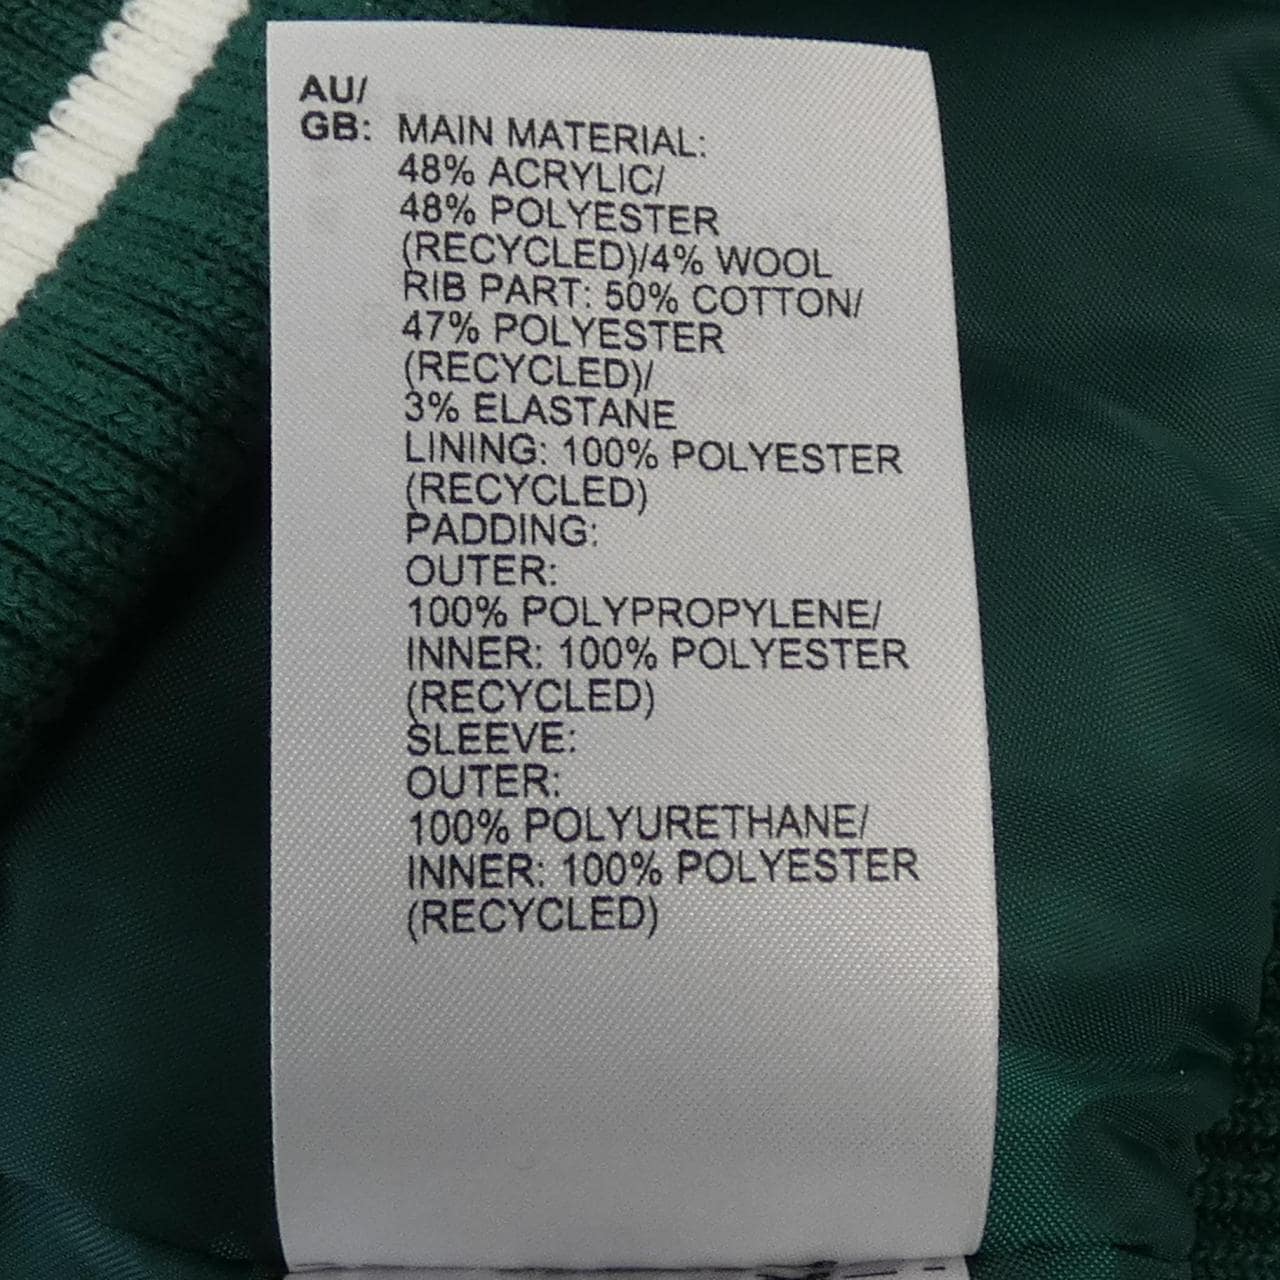 AU/
GB: MAIN MATERIAL:
48% ACRYLIC/
48% POLYESTER
(RECYCLED)/4% WOOL
RIB PART: 50% COTTON/
47% POLYESTER
(RECYCLED)/
3% ELASTANE
LINING: 100% POLYESTER
(RECYCLED)
PADDING:
OUTER:
100% POLYPROPYLENE/
INNER: 100% POLYESTER
(RECYCLED)
SLEEVE:
OUTER:
100% POLYURETHANE/
INNER: 100% POLYESTER
(RECYCLED)